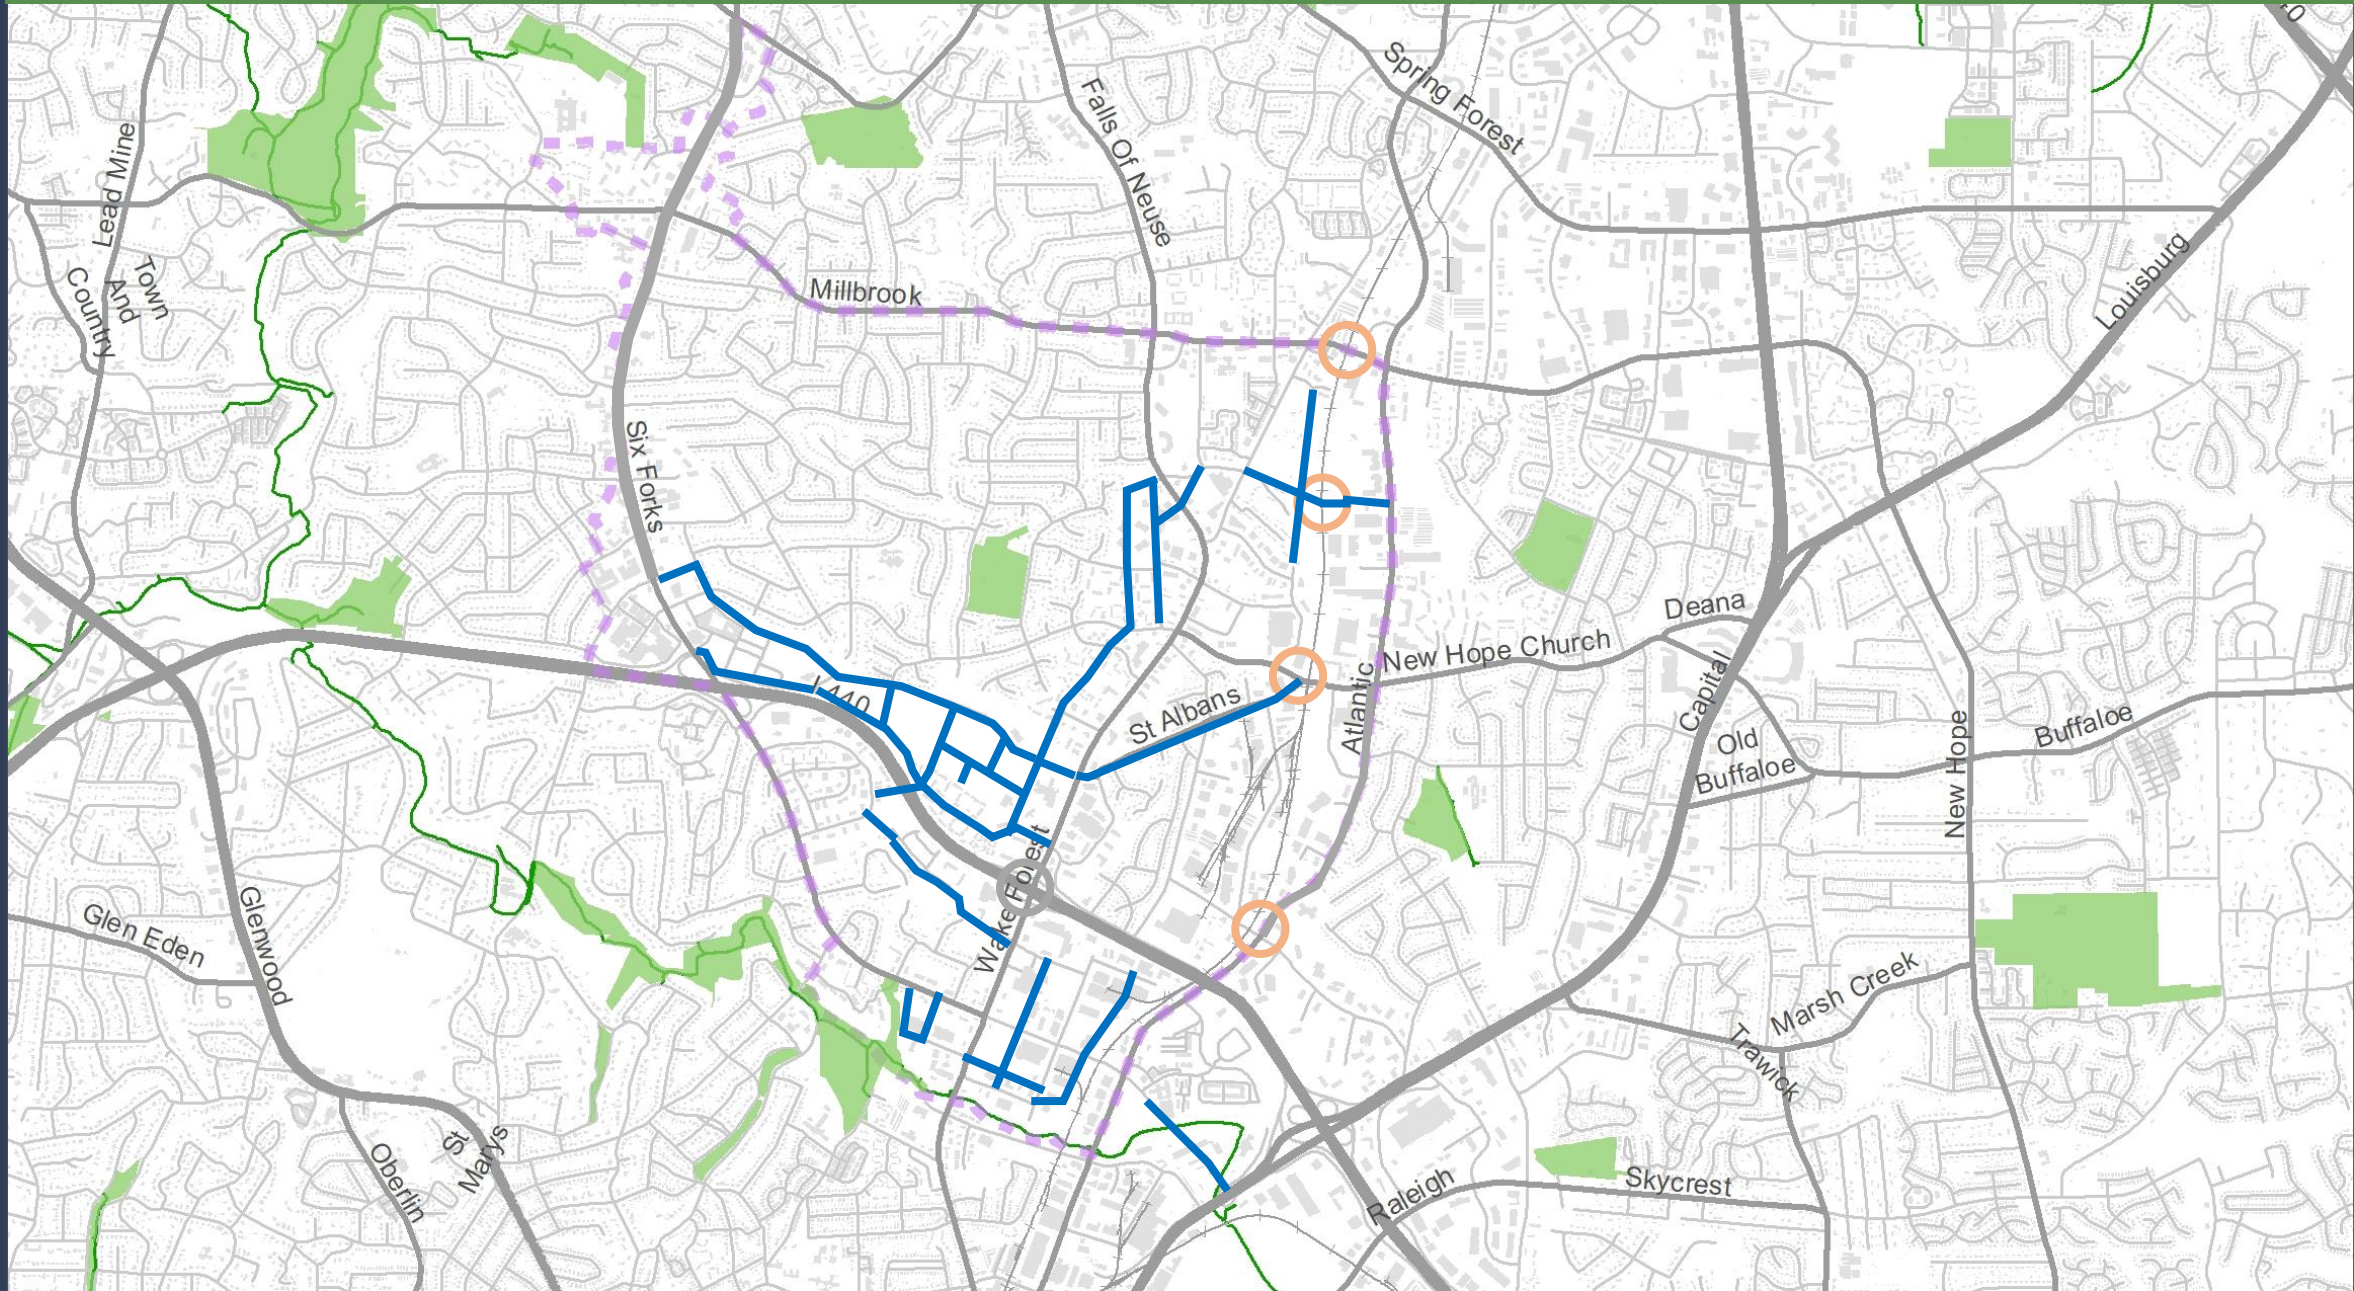 40
Spring Forest
Falls Of Neuse
Lead Mine
Town
And
Country
Louisburg
Millbrook
Six Forks
Deana
New Hope Church
Capital
I-440
St Albans
Atlantic
Old
Buffaloe
Buffaloe
New Hope
Wake Forest
Glen Eden
Glenwood
Marsh Creek
Trawick
St
Marys
Oberlin
Skycrest
Raleigh